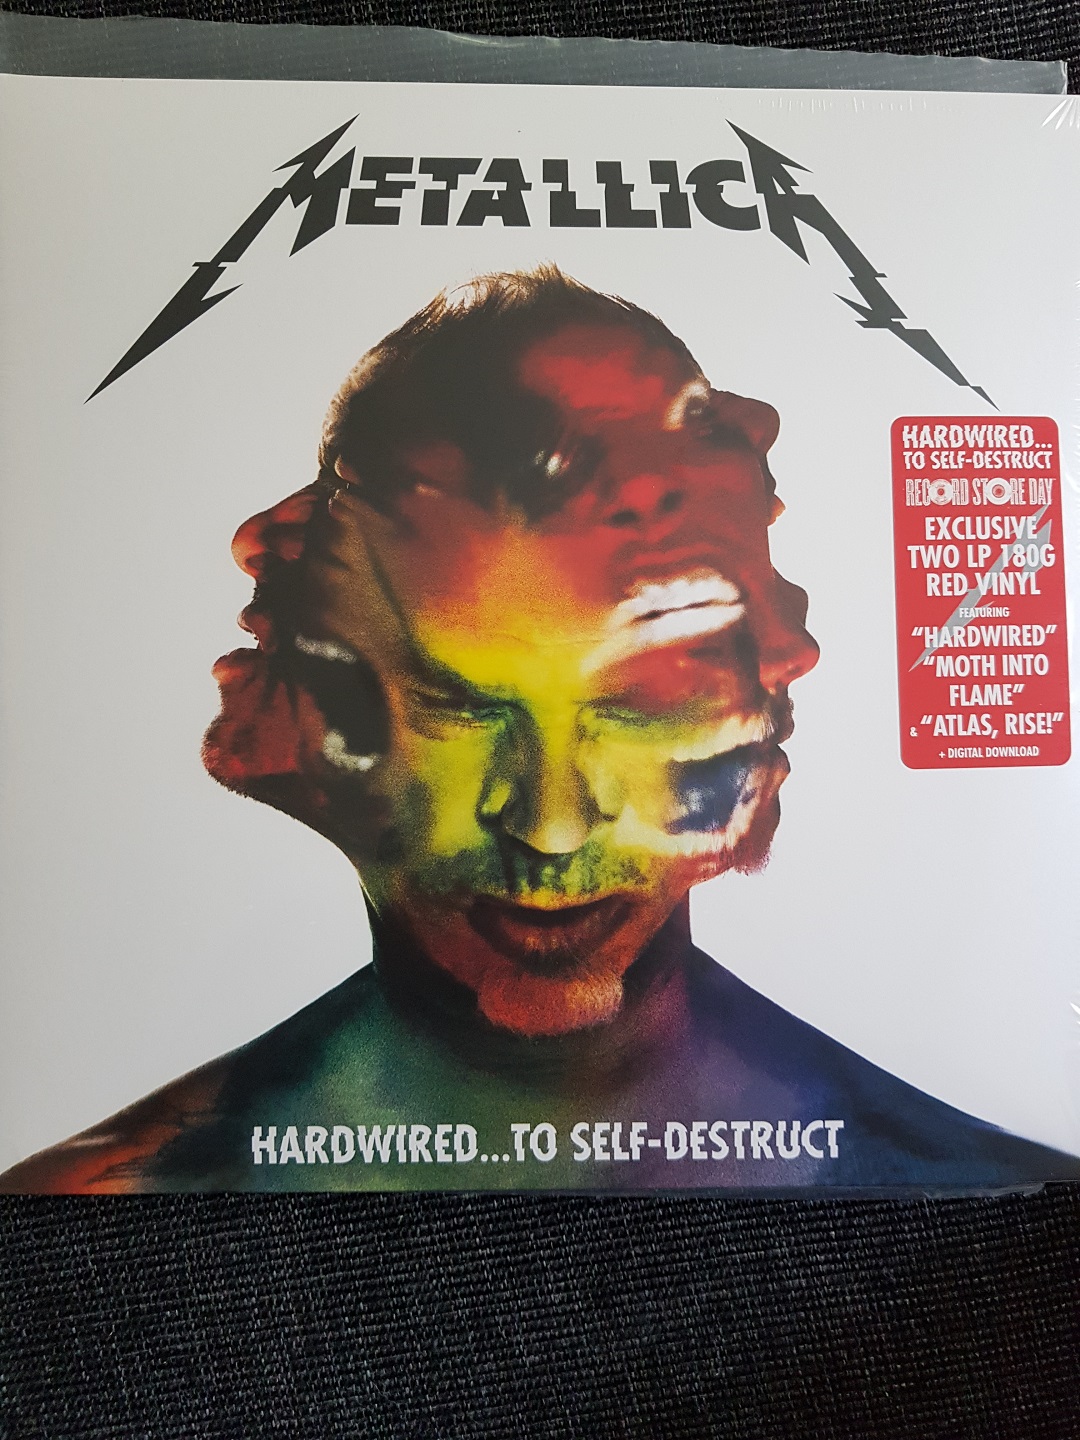 METALLICA
HARDWIRED...
TO SELF-DESTRUCT
RECORD STORE DAY
EXCLUSIVE
TWO LP 180G
RED VINYL
FEATURING
"HARDWIRED"
"MOTH INTO
FLAME"
& "ATLAS, RISE!"
+ DIGITAL DOWNLOAD
HARDWIRED...TO SELF-DESTRUCT